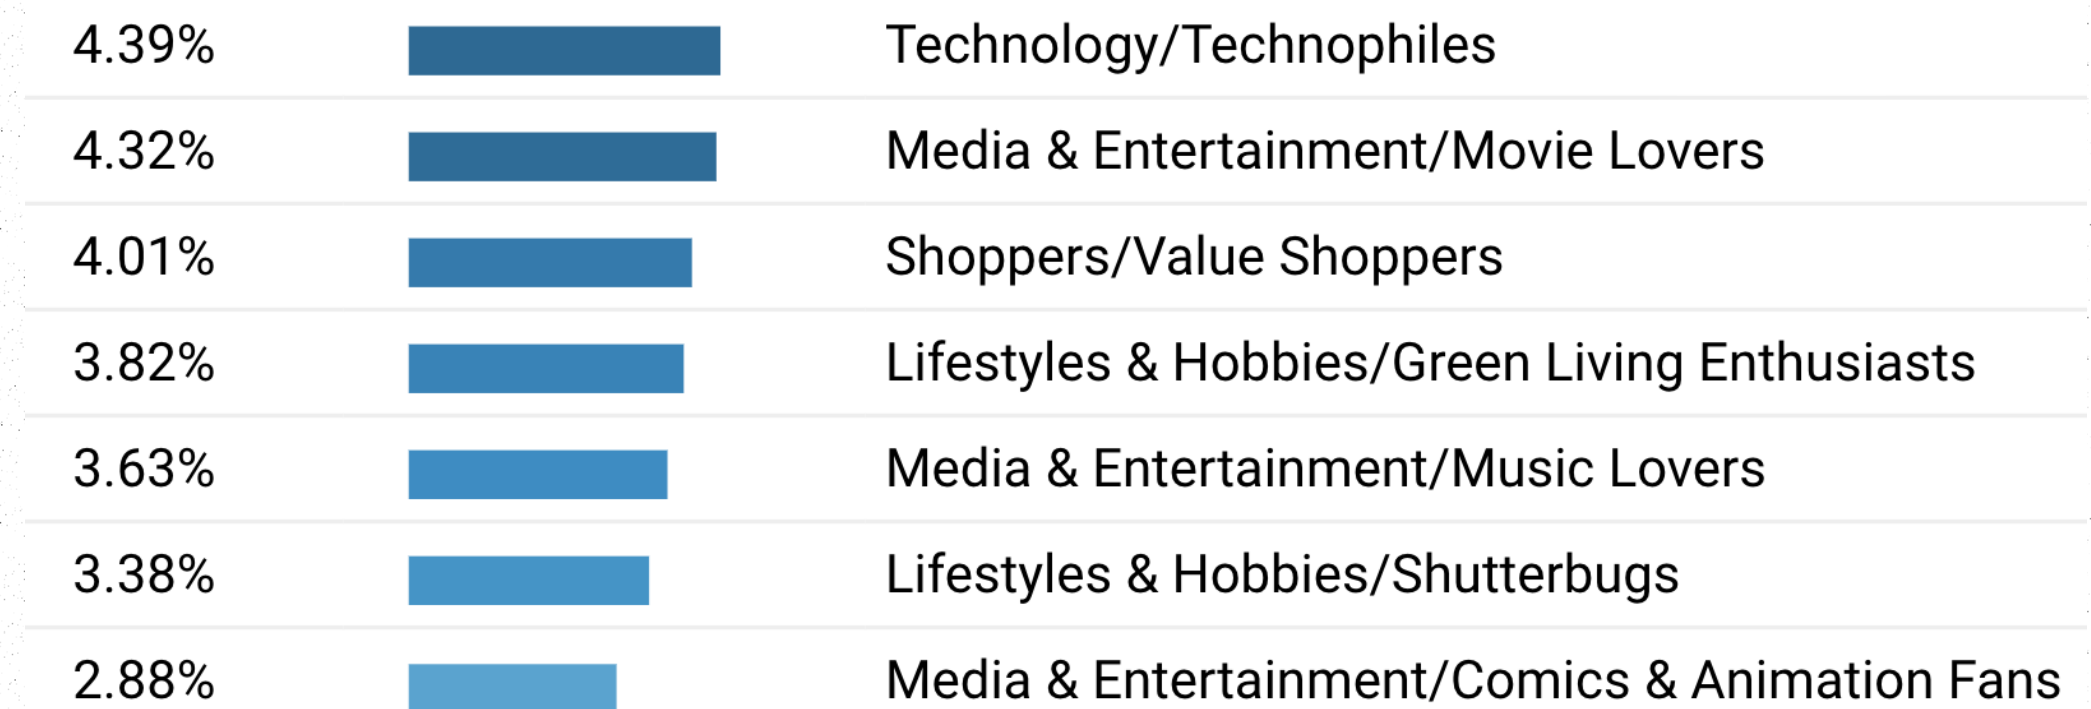 4.39% Technology/Technophiles
4.32% Media & Entertainment/Movie Lovers
4.01% Shoppers/Value Shoppers
3.82% Lifestyles & Hobbies/Green Living Enthusiasts
3.63% Media & Entertainment/Music Lovers
3.38% Lifestyles & Hobbies/Shutterbugs
2.88% Media & Entertainment/Comics & Animation Fans